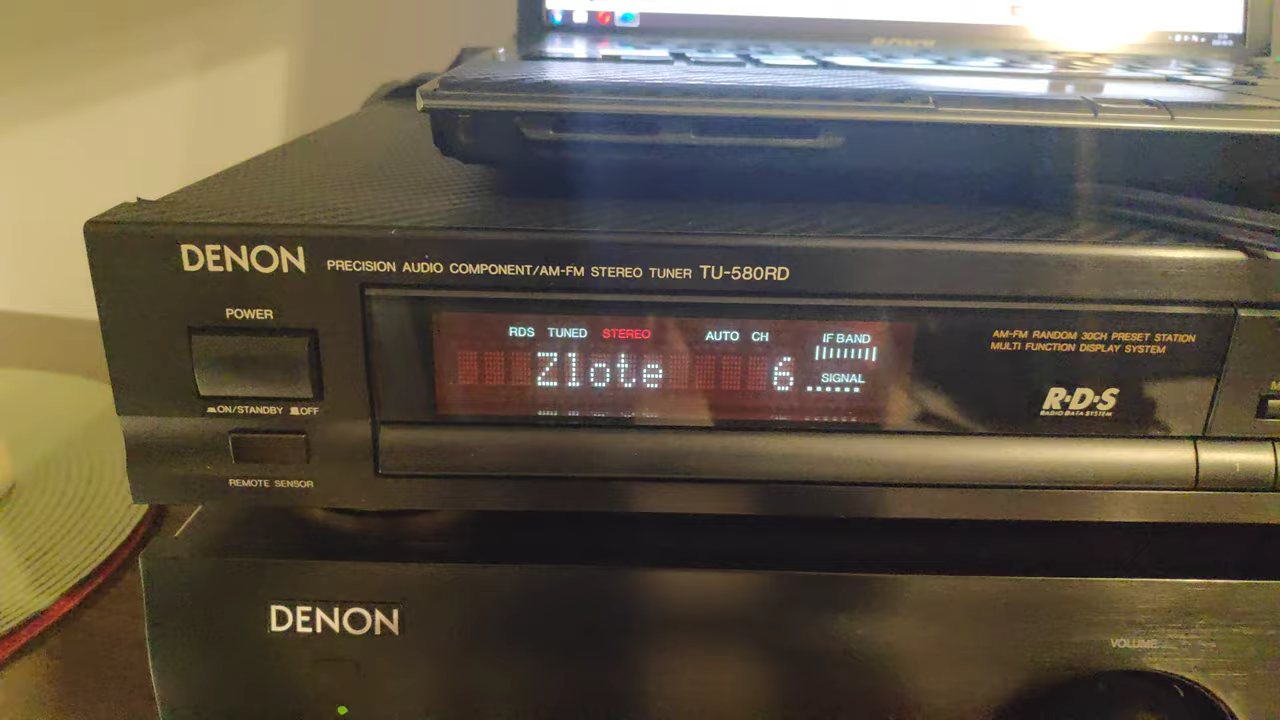 SONY
DENON PRECISION AUDIO COMPONENT/AM-FM STEREO TUNER TU-580RD
POWER
ON/STANDBY OFF
REMOTE SENSOR
RDS TUNED STEREO AUTO CH IF BAND
Zlote 6
SIGNAL
AM-FM RANDOM 30CH PRESET STATION
MULTI FUNCTION DISPLAY SYSTEM
R·D·S
RADIO DATA SYSTEM
DENON
VOLUME